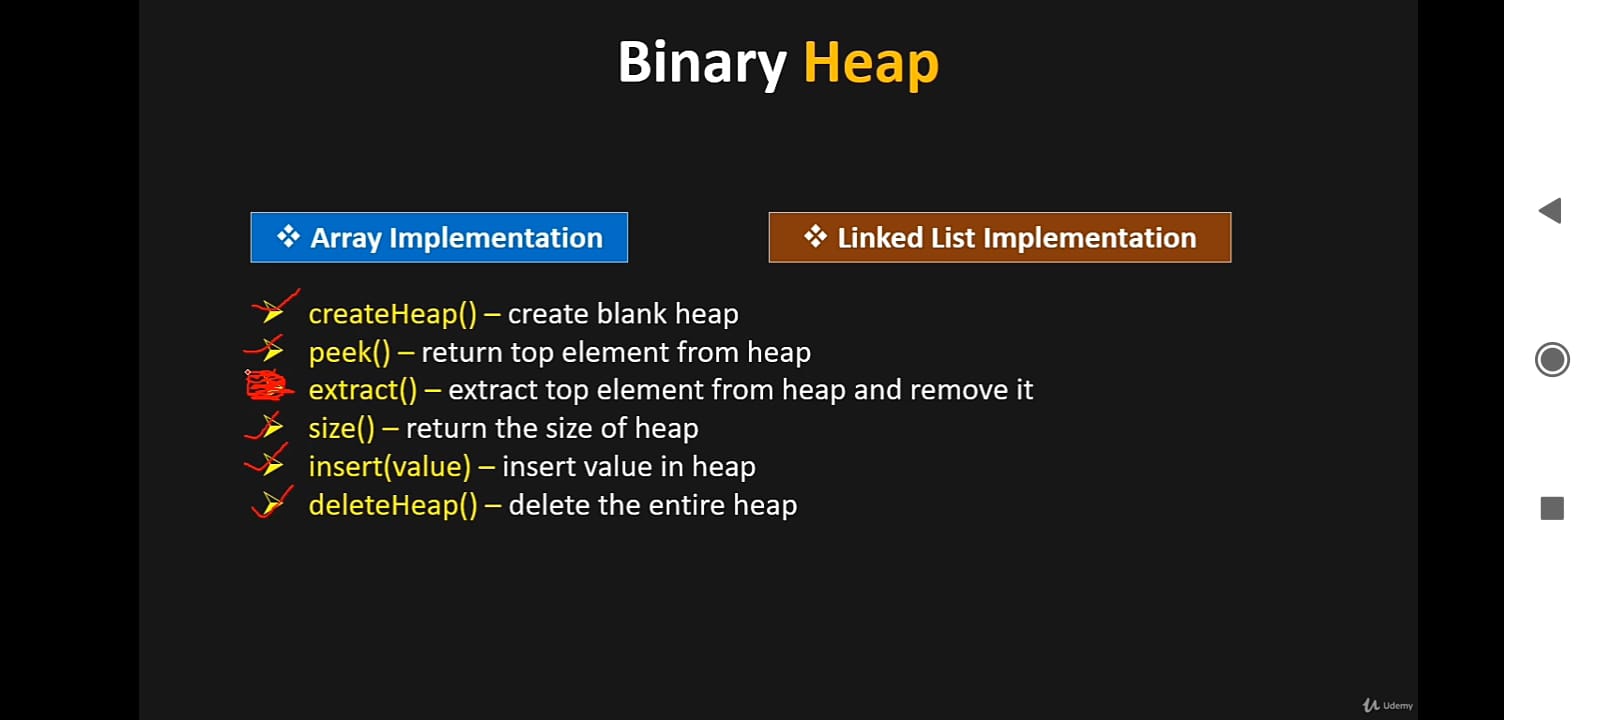 Binary Heap
❖ Array Implementation
❖ Linked List Implementation
➢ createHeap() – create blank heap
➢ peek() – return top element from heap
extract() – extract top element from heap and remove it
➢ size() – return the size of heap
➢ insert(value) – insert value in heap
➢ deleteHeap() – delete the entire heap
Udemy